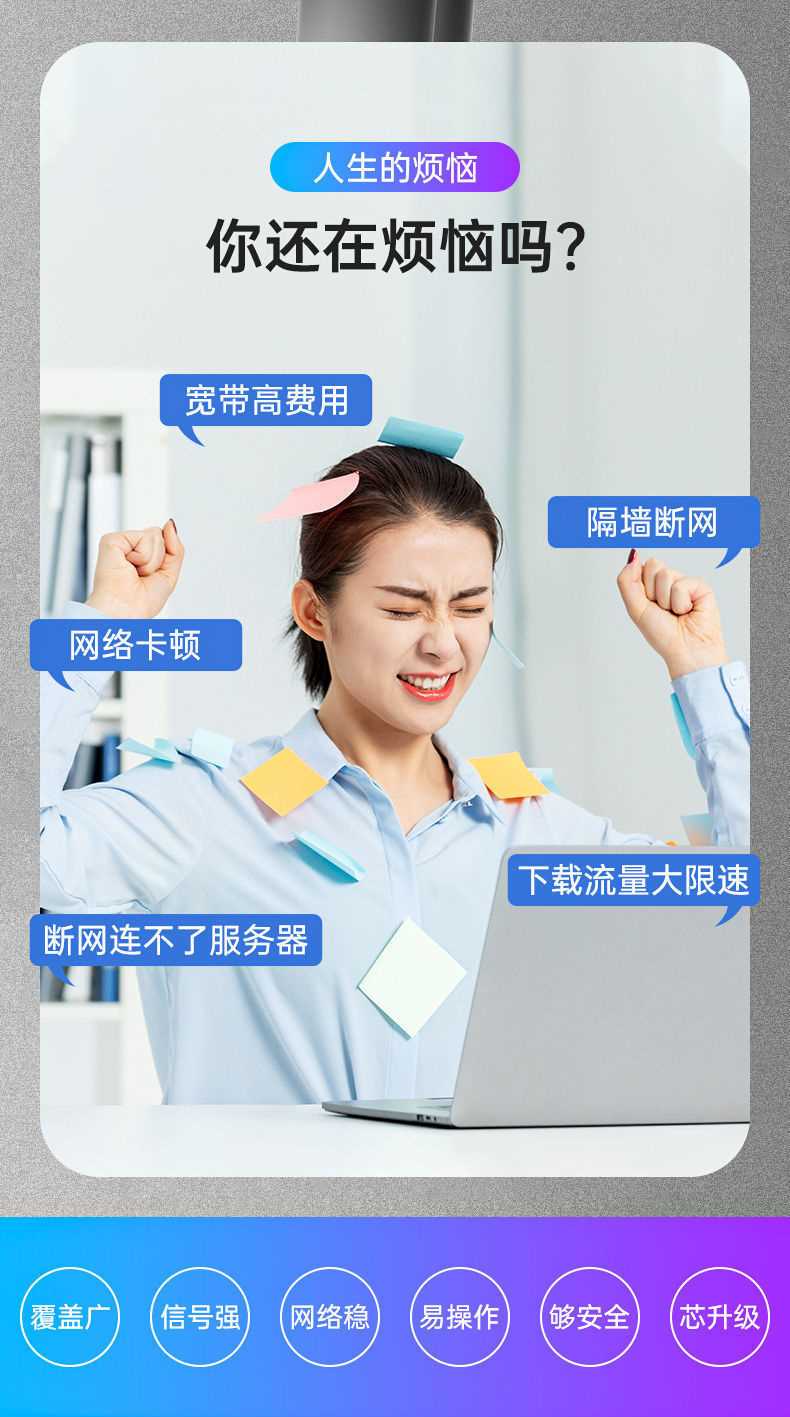 人生的烦恼
你还在烦恼吗?
宽带高费用
隔墙断网
网络卡顿
下载流量大限速
断网连不了服务器
覆盖广
信号强
网络稳
易操作
够安全
芯升级